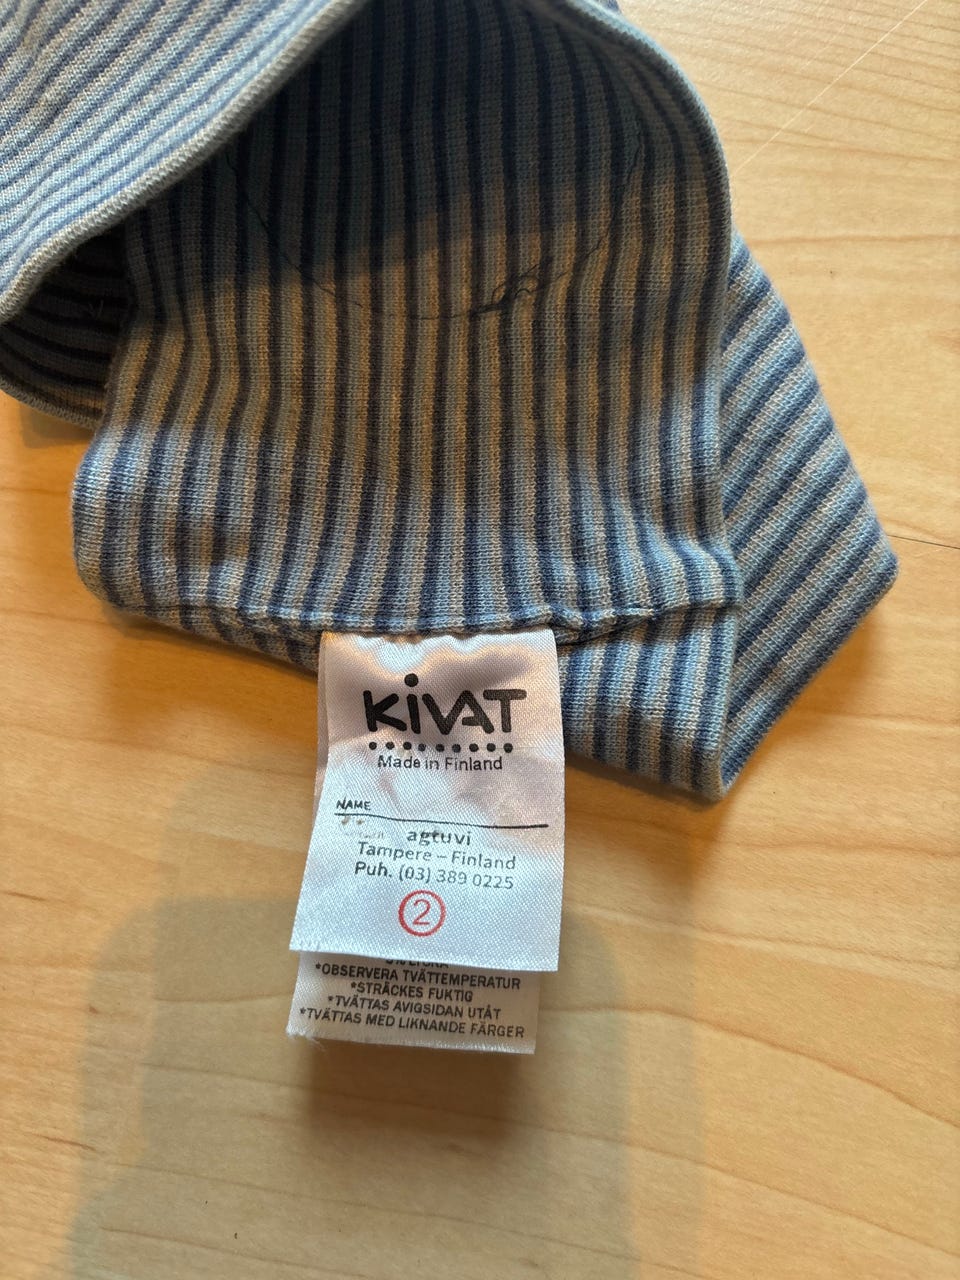 KiVAT
Made in Finland
NAME
agtuvi
Tampere – Finland
Puh. (03) 389 0225
2
*OBSERVERA TVÄTTEMPERATUR
*STRÄCKES FUKTIG
*TVÄTTAS AVIGSIDAN UTÅT
*TVÄTTAS MED LIKNANDE FÄRGER